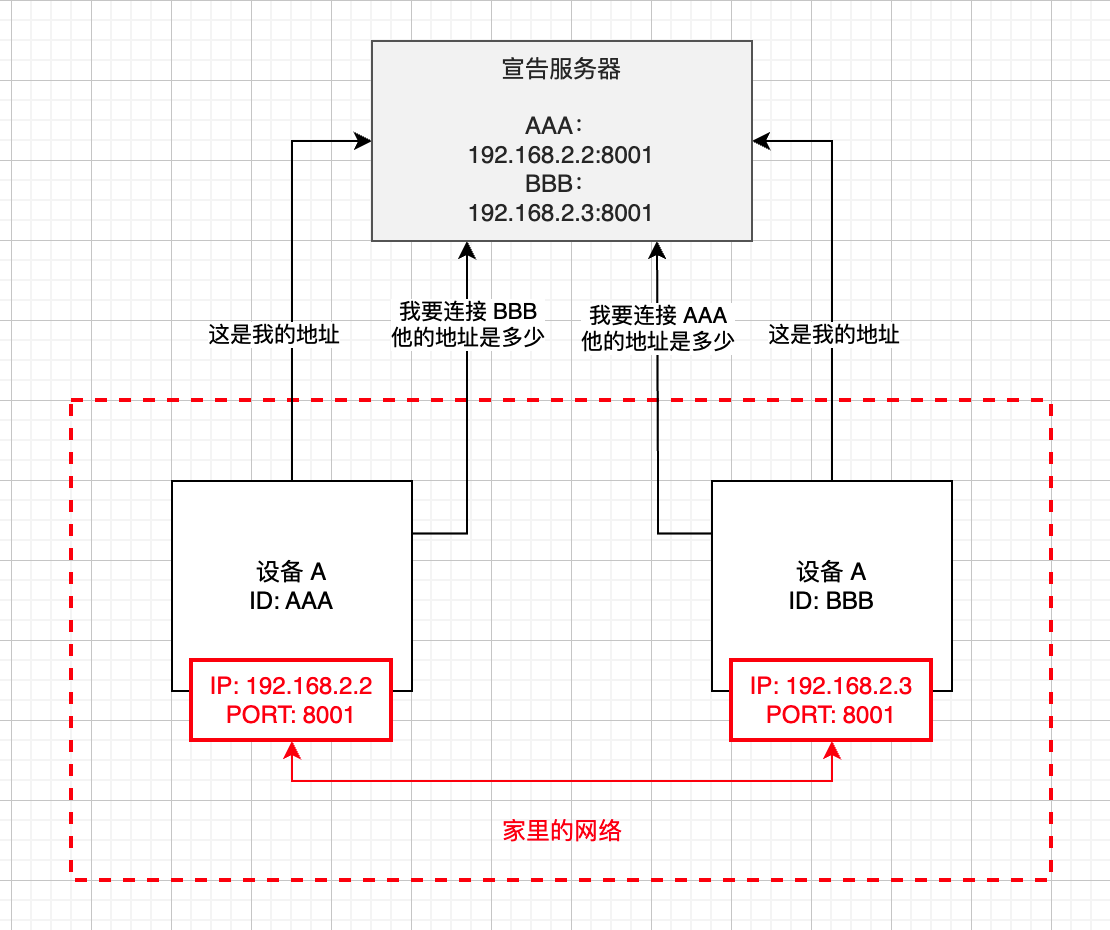 宣告服务器
AAA：
192.168.2.2:8001
BBB：
192.168.2.3:8001
这是我的地址
我要连接 BBB
他的地址是多少
我要连接 AAA
他的地址是多少
这是我的地址
设备 A
ID: AAA
IP: 192.168.2.2
PORT: 8001
设备 A
ID: BBB
IP: 192.168.2.3
PORT: 8001
家里的网络